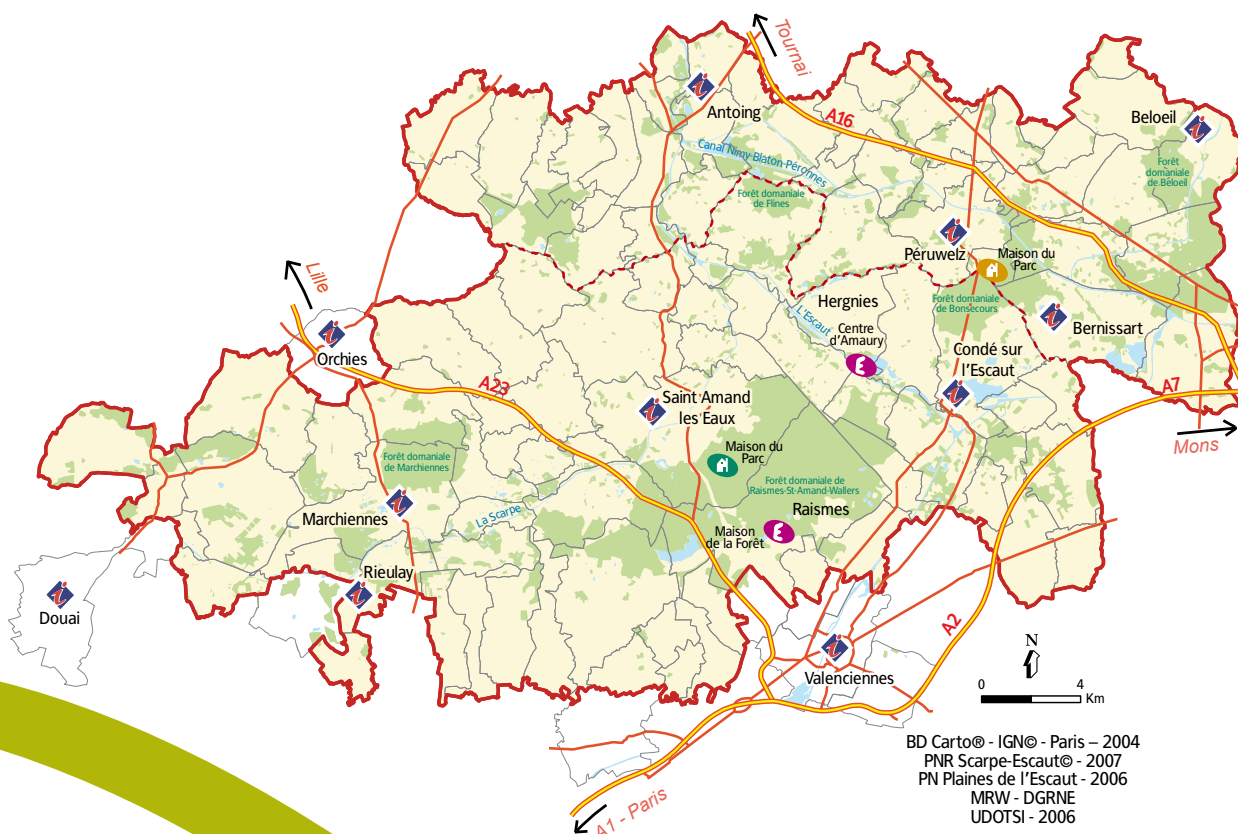 Tournai
Antoing
A16
Beloeil
Canal Nimy-Blaton-Péronnes
Forêt
domaniale
de Béloeil
Forêt domaniale
de Flines
Péruwelz
Maison du
Parc
Lille
Hergnies
Forêt domaniale
de Bonsecours
L'Escaut
Centre
d'Amaury
Bernissart
Orchies
Condé sur
l'Escaut
A23
A7
Saint Amand
les Eaux
Mons
Maison du
Parc
Forêt domaniale
de Marchiennes
Forêt domaniale de
Raismes-St-Amand-Wallers
Raismes
Marchiennes
La Scarpe
Maison
de la Forêt
Rieulay
Douai
A2
Valenciennes
N
0 4
Km
A1 - Paris
BD Carto® - IGN© - Paris – 2004
PNR Scarpe-Escaut© - 2007
PN Plaines de l'Escaut - 2006
MRW - DGRNE
UDOTSI - 2006